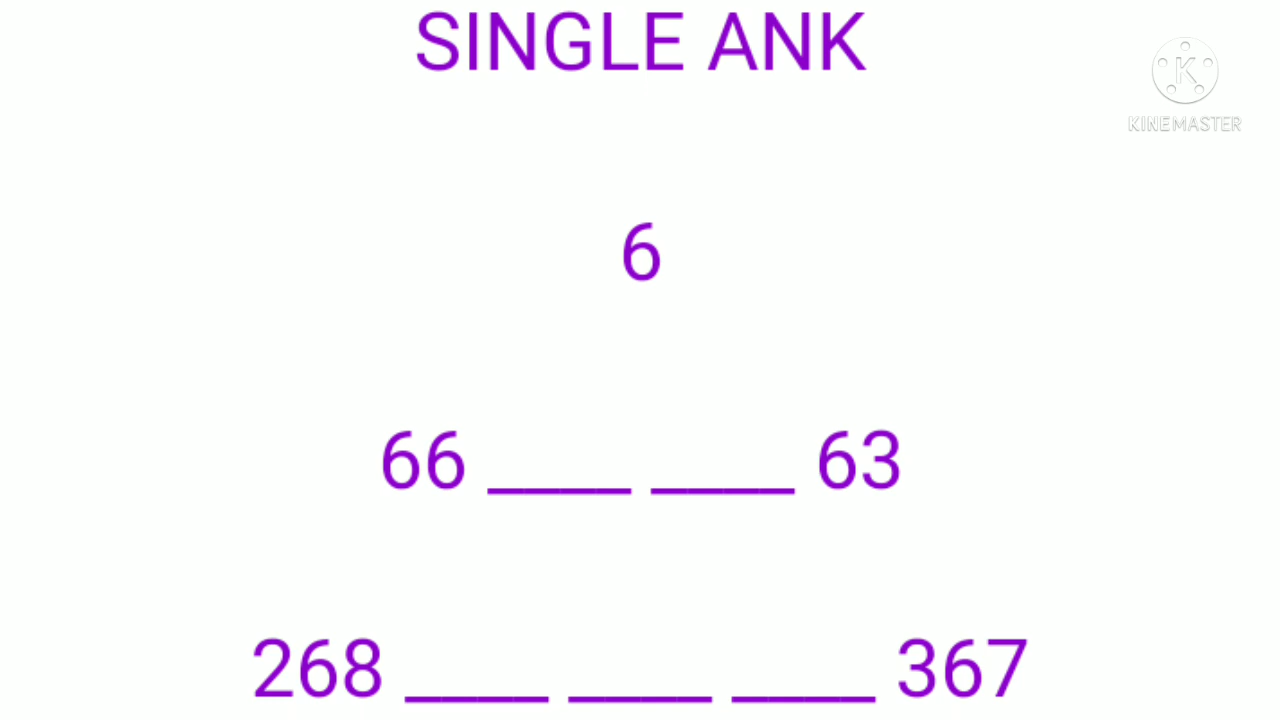 SINGLE ANK
K
KINEMASTER
6
66 ____ ____ 63
268 ____ ____ ____ 367